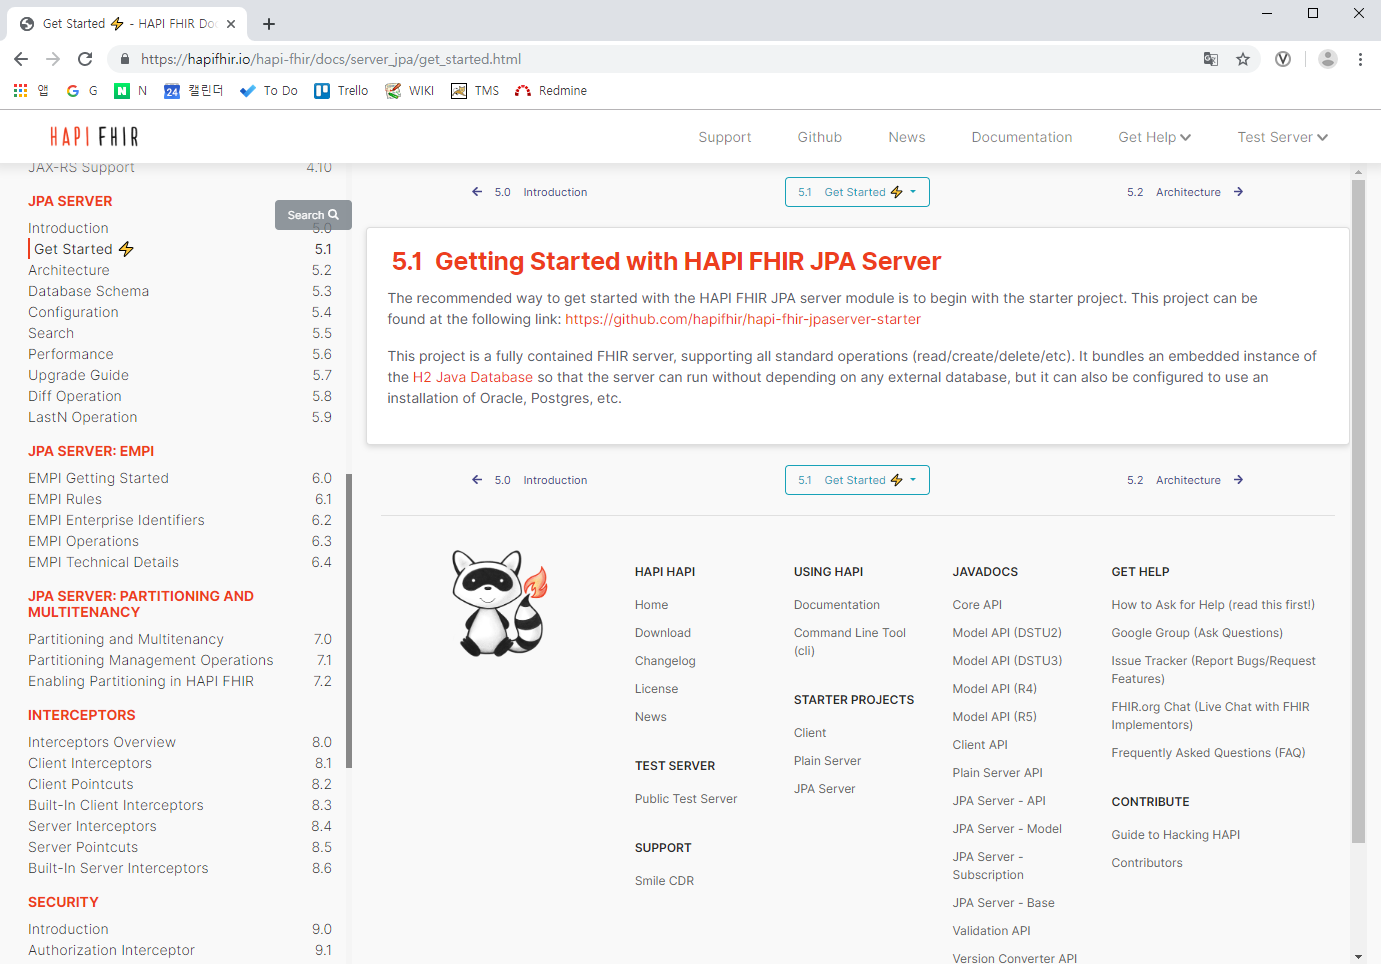 Get Started ⚡ - HAPI FHIR Doc
https://hapifhir.io/hapi-fhir/docs/server_jpa/get_started.html
앱
G
N
24 캘린더
To Do
Trello
WIKI
TMS
Redmine
HAPI FHIR
Support
Github
News
Documentation
Get Help
Test Server
JAX-RS Support 4.10
JPA SERVER
Search
Introduction 5.0
Get Started ⚡ 5.1
Architecture 5.2
Database Schema 5.3
Configuration 5.4
Search 5.5
Performance 5.6
Upgrade Guide 5.7
Diff Operation 5.8
LastN Operation 5.9
JPA SERVER: EMPI
EMPI Getting Started 6.0
EMPI Rules 6.1
EMPI Enterprise Identifiers 6.2
EMPI Operations 6.3
EMPI Technical Details 6.4
JPA SERVER: PARTITIONING AND
MULTITENANCY
Partitioning and Multitenancy 7.0
Partitioning Management Operations 7.1
Enabling Partitioning in HAPI FHIR 7.2
INTERCEPTORS
Interceptors Overview 8.0
Client Interceptors 8.1
Client Pointcuts 8.2
Built-In Client Interceptors 8.3
Server Interceptors 8.4
Server Pointcuts 8.5
Built-In Server Interceptors 8.6
SECURITY
Introduction 9.0
Authorization Interceptor 9.1
← 5.0 Introduction
5.1 Get Started ⚡
5.2 Architecture →
5.1 Getting Started with HAPI FHIR JPA Server
The recommended way to get started with the HAPI FHIR JPA server module is to begin with the starter project. This project can be
found at the following link: https://github.com/hapifhir/hapi-fhir-jpaserver-starter
This project is a fully contained FHIR server, supporting all standard operations (read/create/delete/etc). It bundles an embedded instance of
the H2 Java Database so that the server can run without depending on any external database, but it can also be configured to use an
installation of Oracle, Postgres, etc.
← 5.0 Introduction
5.1 Get Started ⚡
5.2 Architecture →
HAPI HAPI
Home
Download
Changelog
License
News
TEST SERVER
Public Test Server
SUPPORT
Smile CDR
USING HAPI
Documentation
Command Line Tool
(cli)
STARTER PROJECTS
Client
Plain Server
JPA Server
JAVADOCS
Core API
Model API (DSTU2)
Model API (DSTU3)
Model API (R4)
Model API (R5)
Client API
Plain Server API
JPA Server - API
JPA Server - Model
JPA Server -
Subscription
JPA Server - Base
Validation API
Version Converter API
GET HELP
How to Ask for Help (read this first!)
Google Group (Ask Questions)
Issue Tracker (Report Bugs/Request
Features)
FHIR.org Chat (Live Chat with FHIR
Implementors)
Frequently Asked Questions (FAQ)
CONTRIBUTE
Guide to Hacking HAPI
Contributors